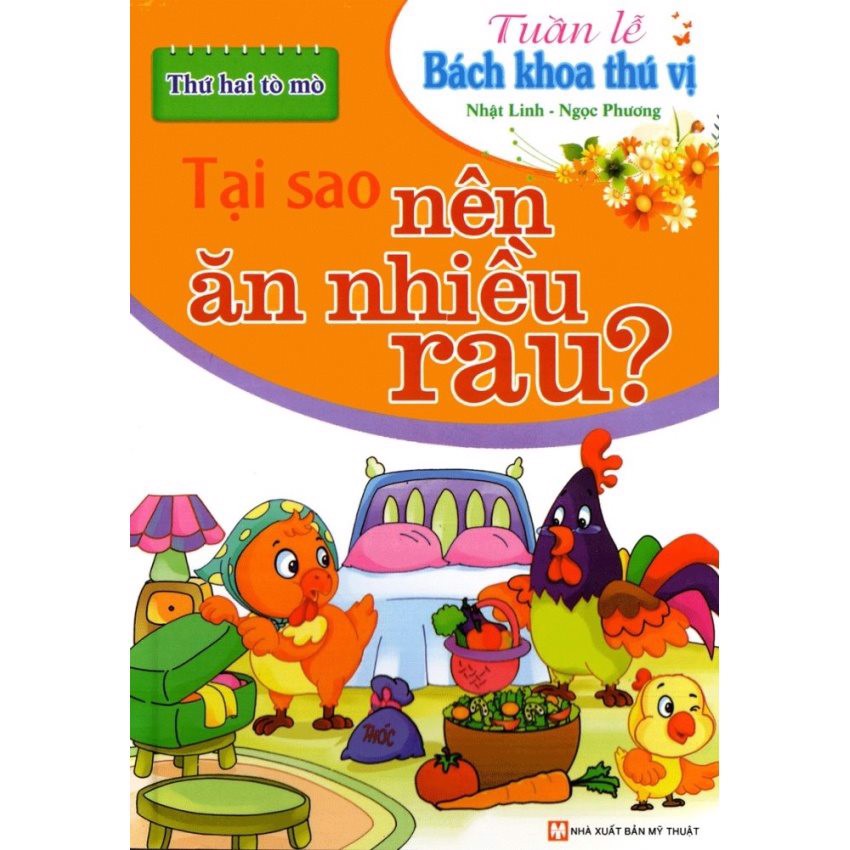 Tuần lễ
Bách khoa thú vị
Nhật Linh - Ngọc Phương
Thứ hai tò mò
Tại sao nên
ăn nhiều
rau?
THÓC
NHÀ XUẤT BẢN MỸ THUẬT